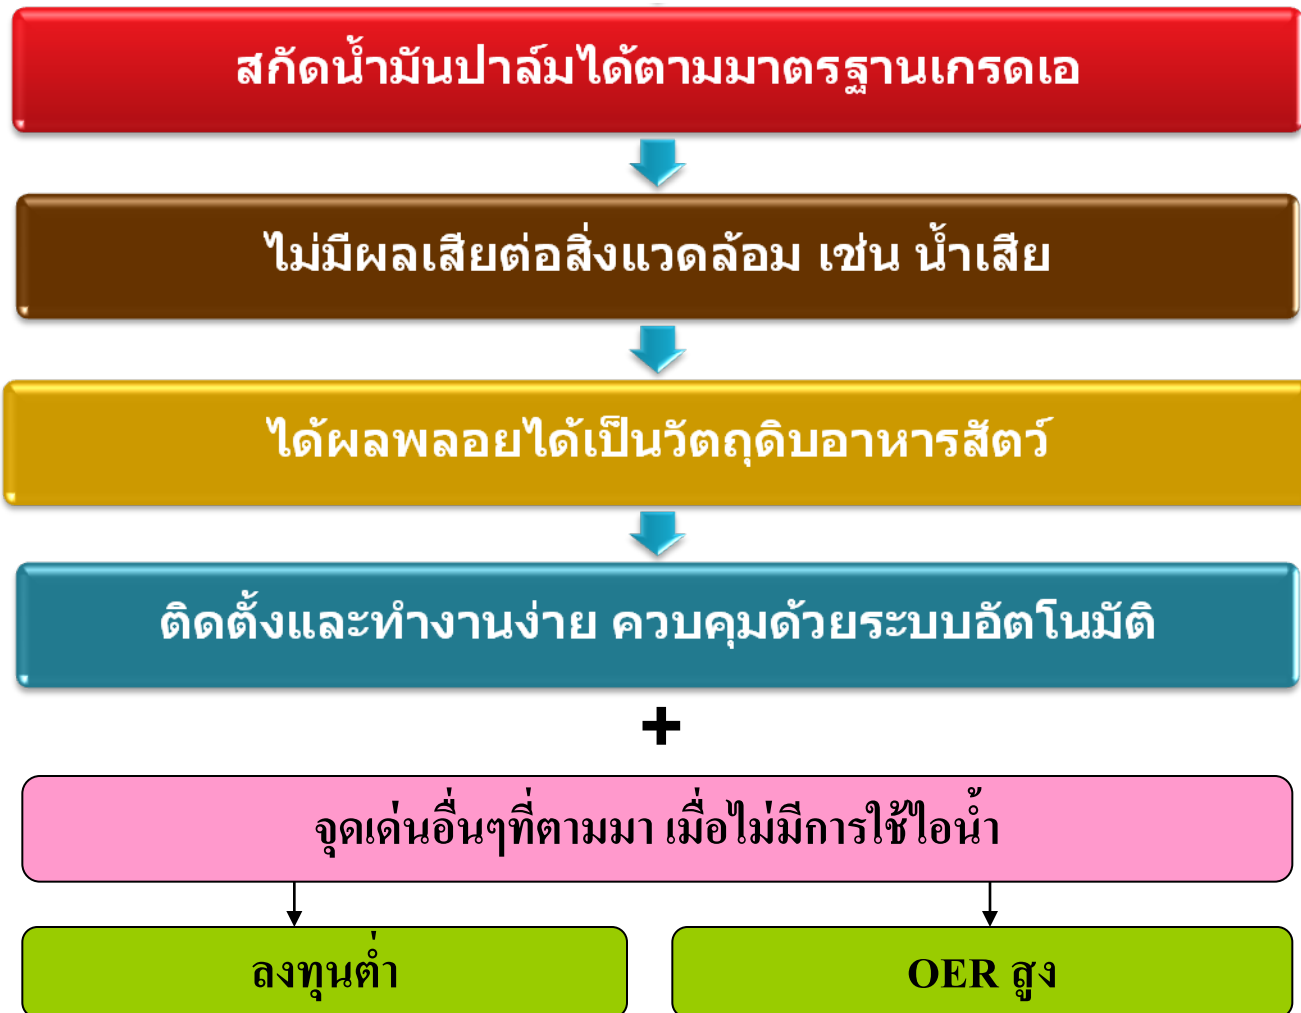 สกัดน้ำมันปาล์มได้ตามมาตรฐานเกรดเอ
ไม่มีผลเสียต่อสิ่งแวดล้อม เช่น น้ำเสีย
ได้ผลพลอยได้เป็นวัตถุดิบอาหารสัตว์
ติดตั้งและทำงานง่าย ควบคุมด้วยระบบอัตโนมัติ
+
จุดเด่นอื่นๆที่ตามมา เมื่อไม่มีการใช้ไอน้ำ
ลงทุนต่ำ
OER สูง